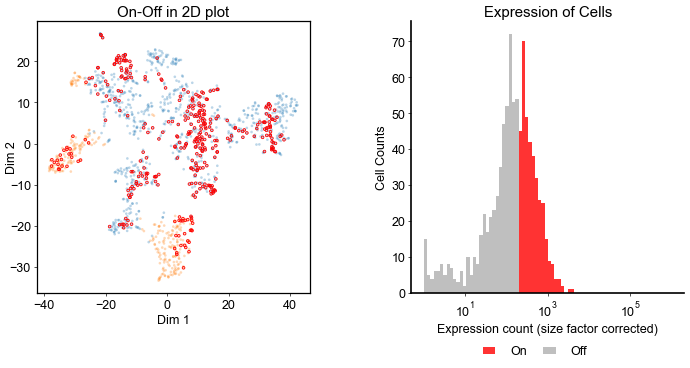 On-Off in 2D plot
Dim 2
20
10
0
−10
−20
−30
−40
−20
0
20
40
Dim 1
Expression of Cells
Cell Counts
70
60
50
40
30
20
10
0
10^1
10^3
10^5
Expression count (size factor corrected)
On
Off